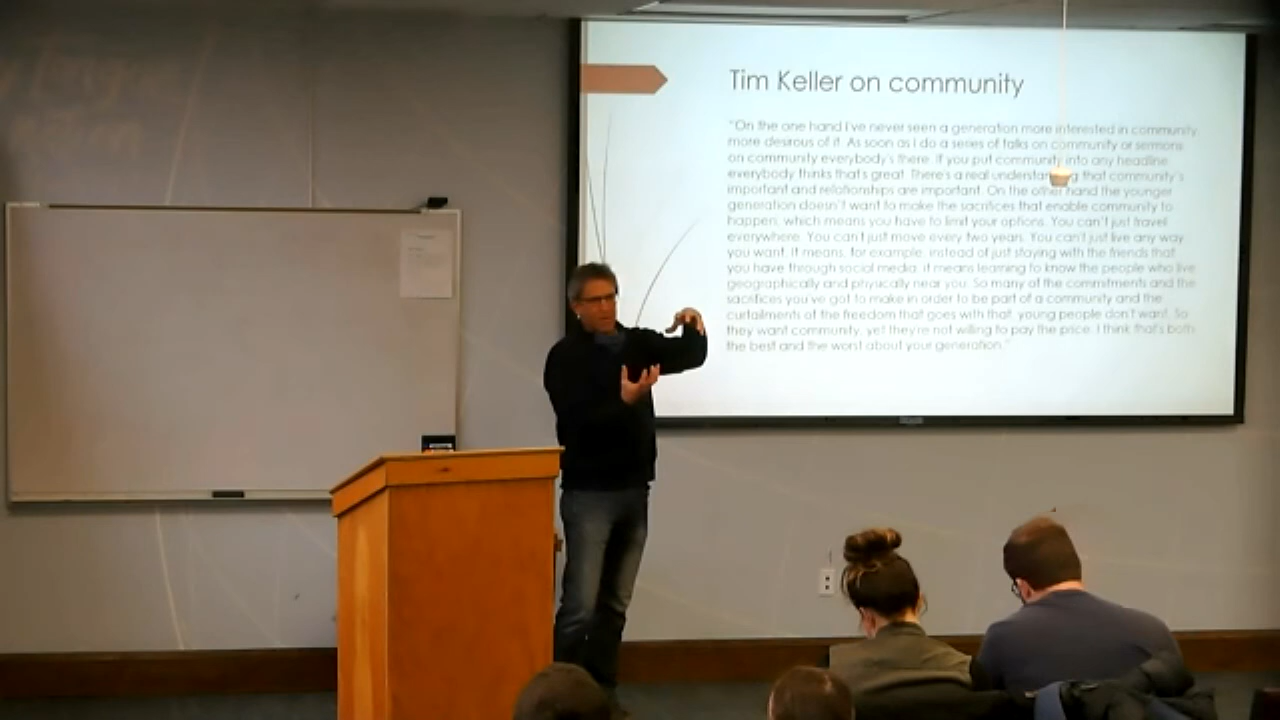 Tim Keller on community
"On the one hand I've never seen a generation more interested in community
more desirous of it. As soon as I do a series of talks on community or sermons
on community everybody's there. If you put community into any headline
everybody thinks that's great. There's a real that community's
important and relationships are important. On the other hand the younger
generation doesn't want to make the sacrifices that enable community to
happen, which means you have to limit your options. You can't just travel
everywhere. You can't just move every two years. You can't just live any way
you want. It means, for example, instead of just staying with the friends that
you have through social media, it means learning to know the people who live
geographically and physically near you. So many of the commitments and the
sacrifices you've got to make in order to be part of a community and the
curtailments of the freedom that goes with that, young people don't want. So
they want community, yet they're not willing to pay the price. I think that's both
the best and the worst about your generation."